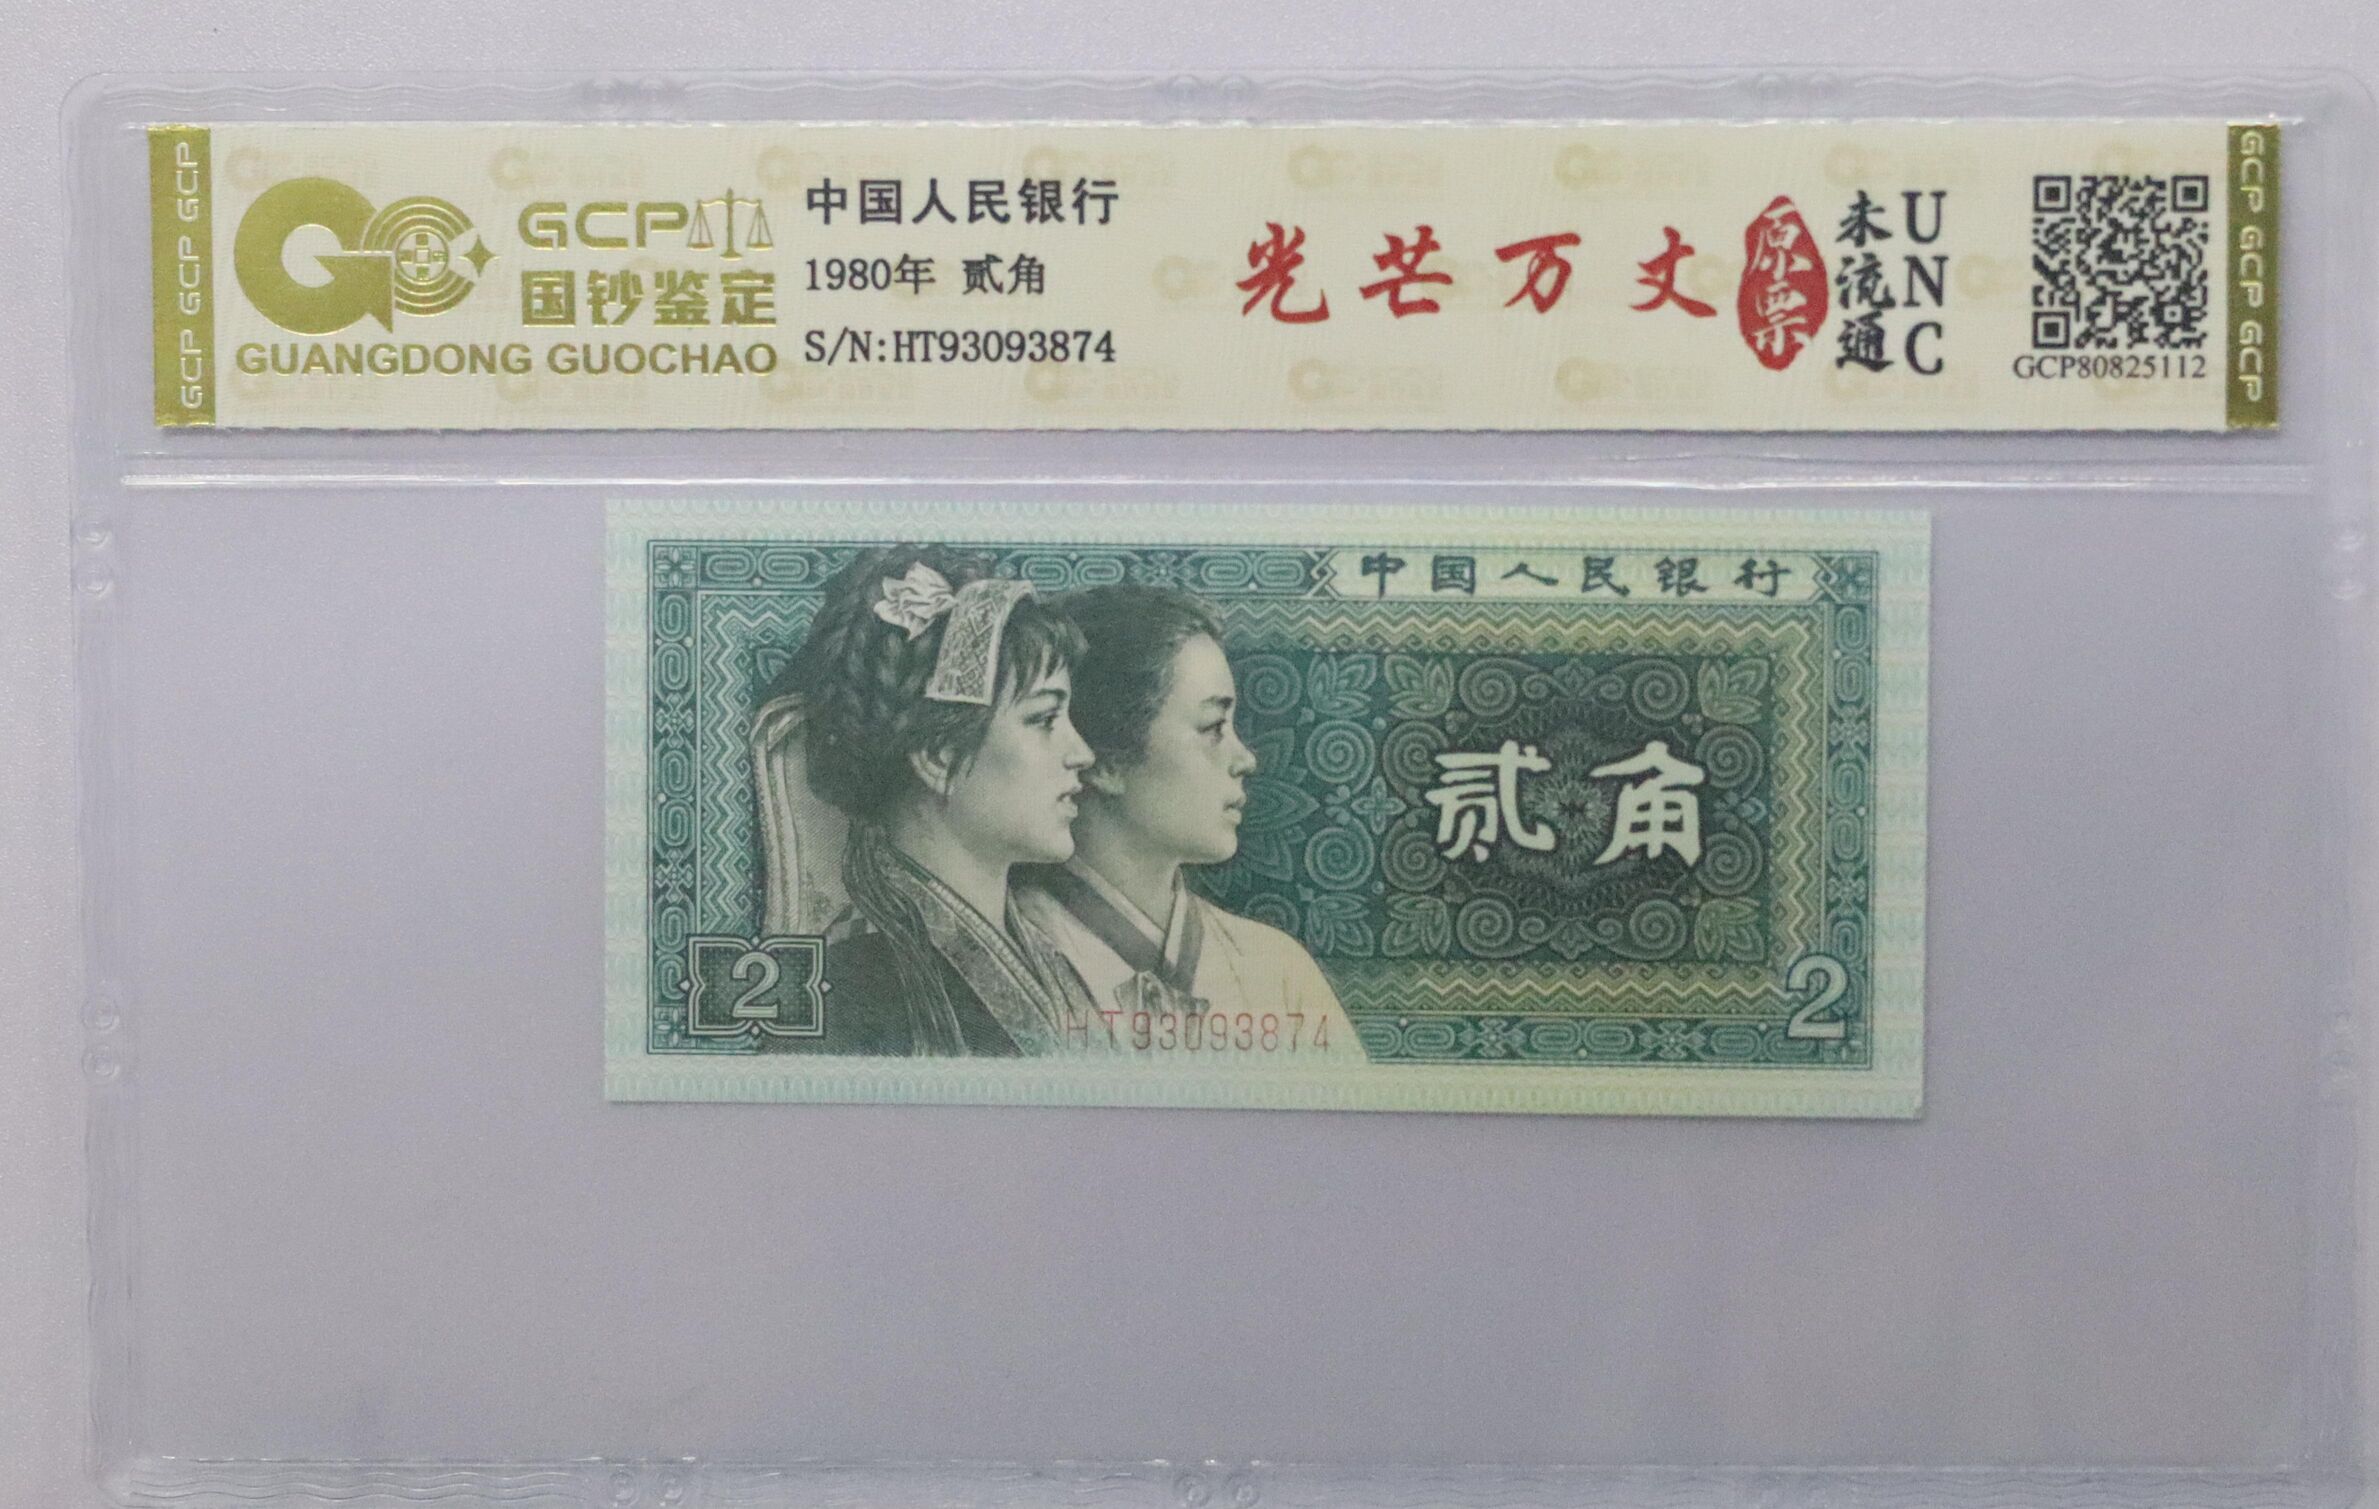 GCP GCP GCP
GCP
国钞鉴定
GUANGDONG GUOCHAO
中国人民银行
1980年 贰角
S/N:HT93093874
光芒万丈
原票
未流通
UNC
GCP80825112
GCP GCP GCP GCP
中国人民银行
贰角
2
2
HT93093874